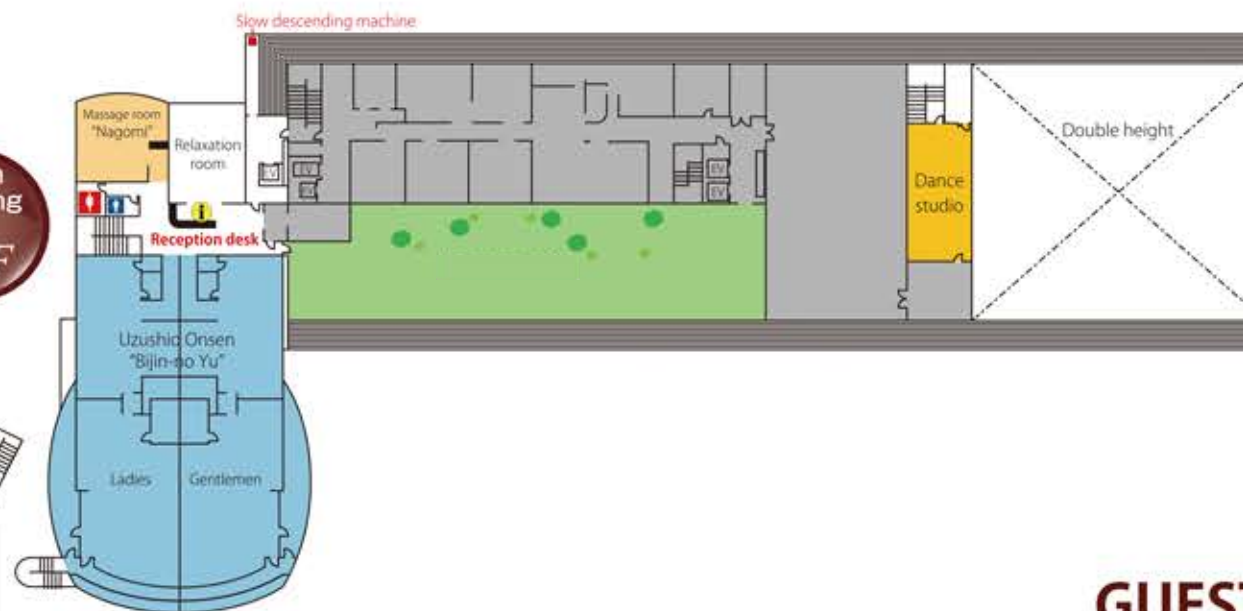 Slow descending machine
Massage room
"Nagomi"
Relaxation
room
EV
EV
EV
EV
EV
Double height
Dance
studio
Reception desk
Uzushio Onsen
"Bijin-no Yu"
Ladies
Gentlemen
GUEST